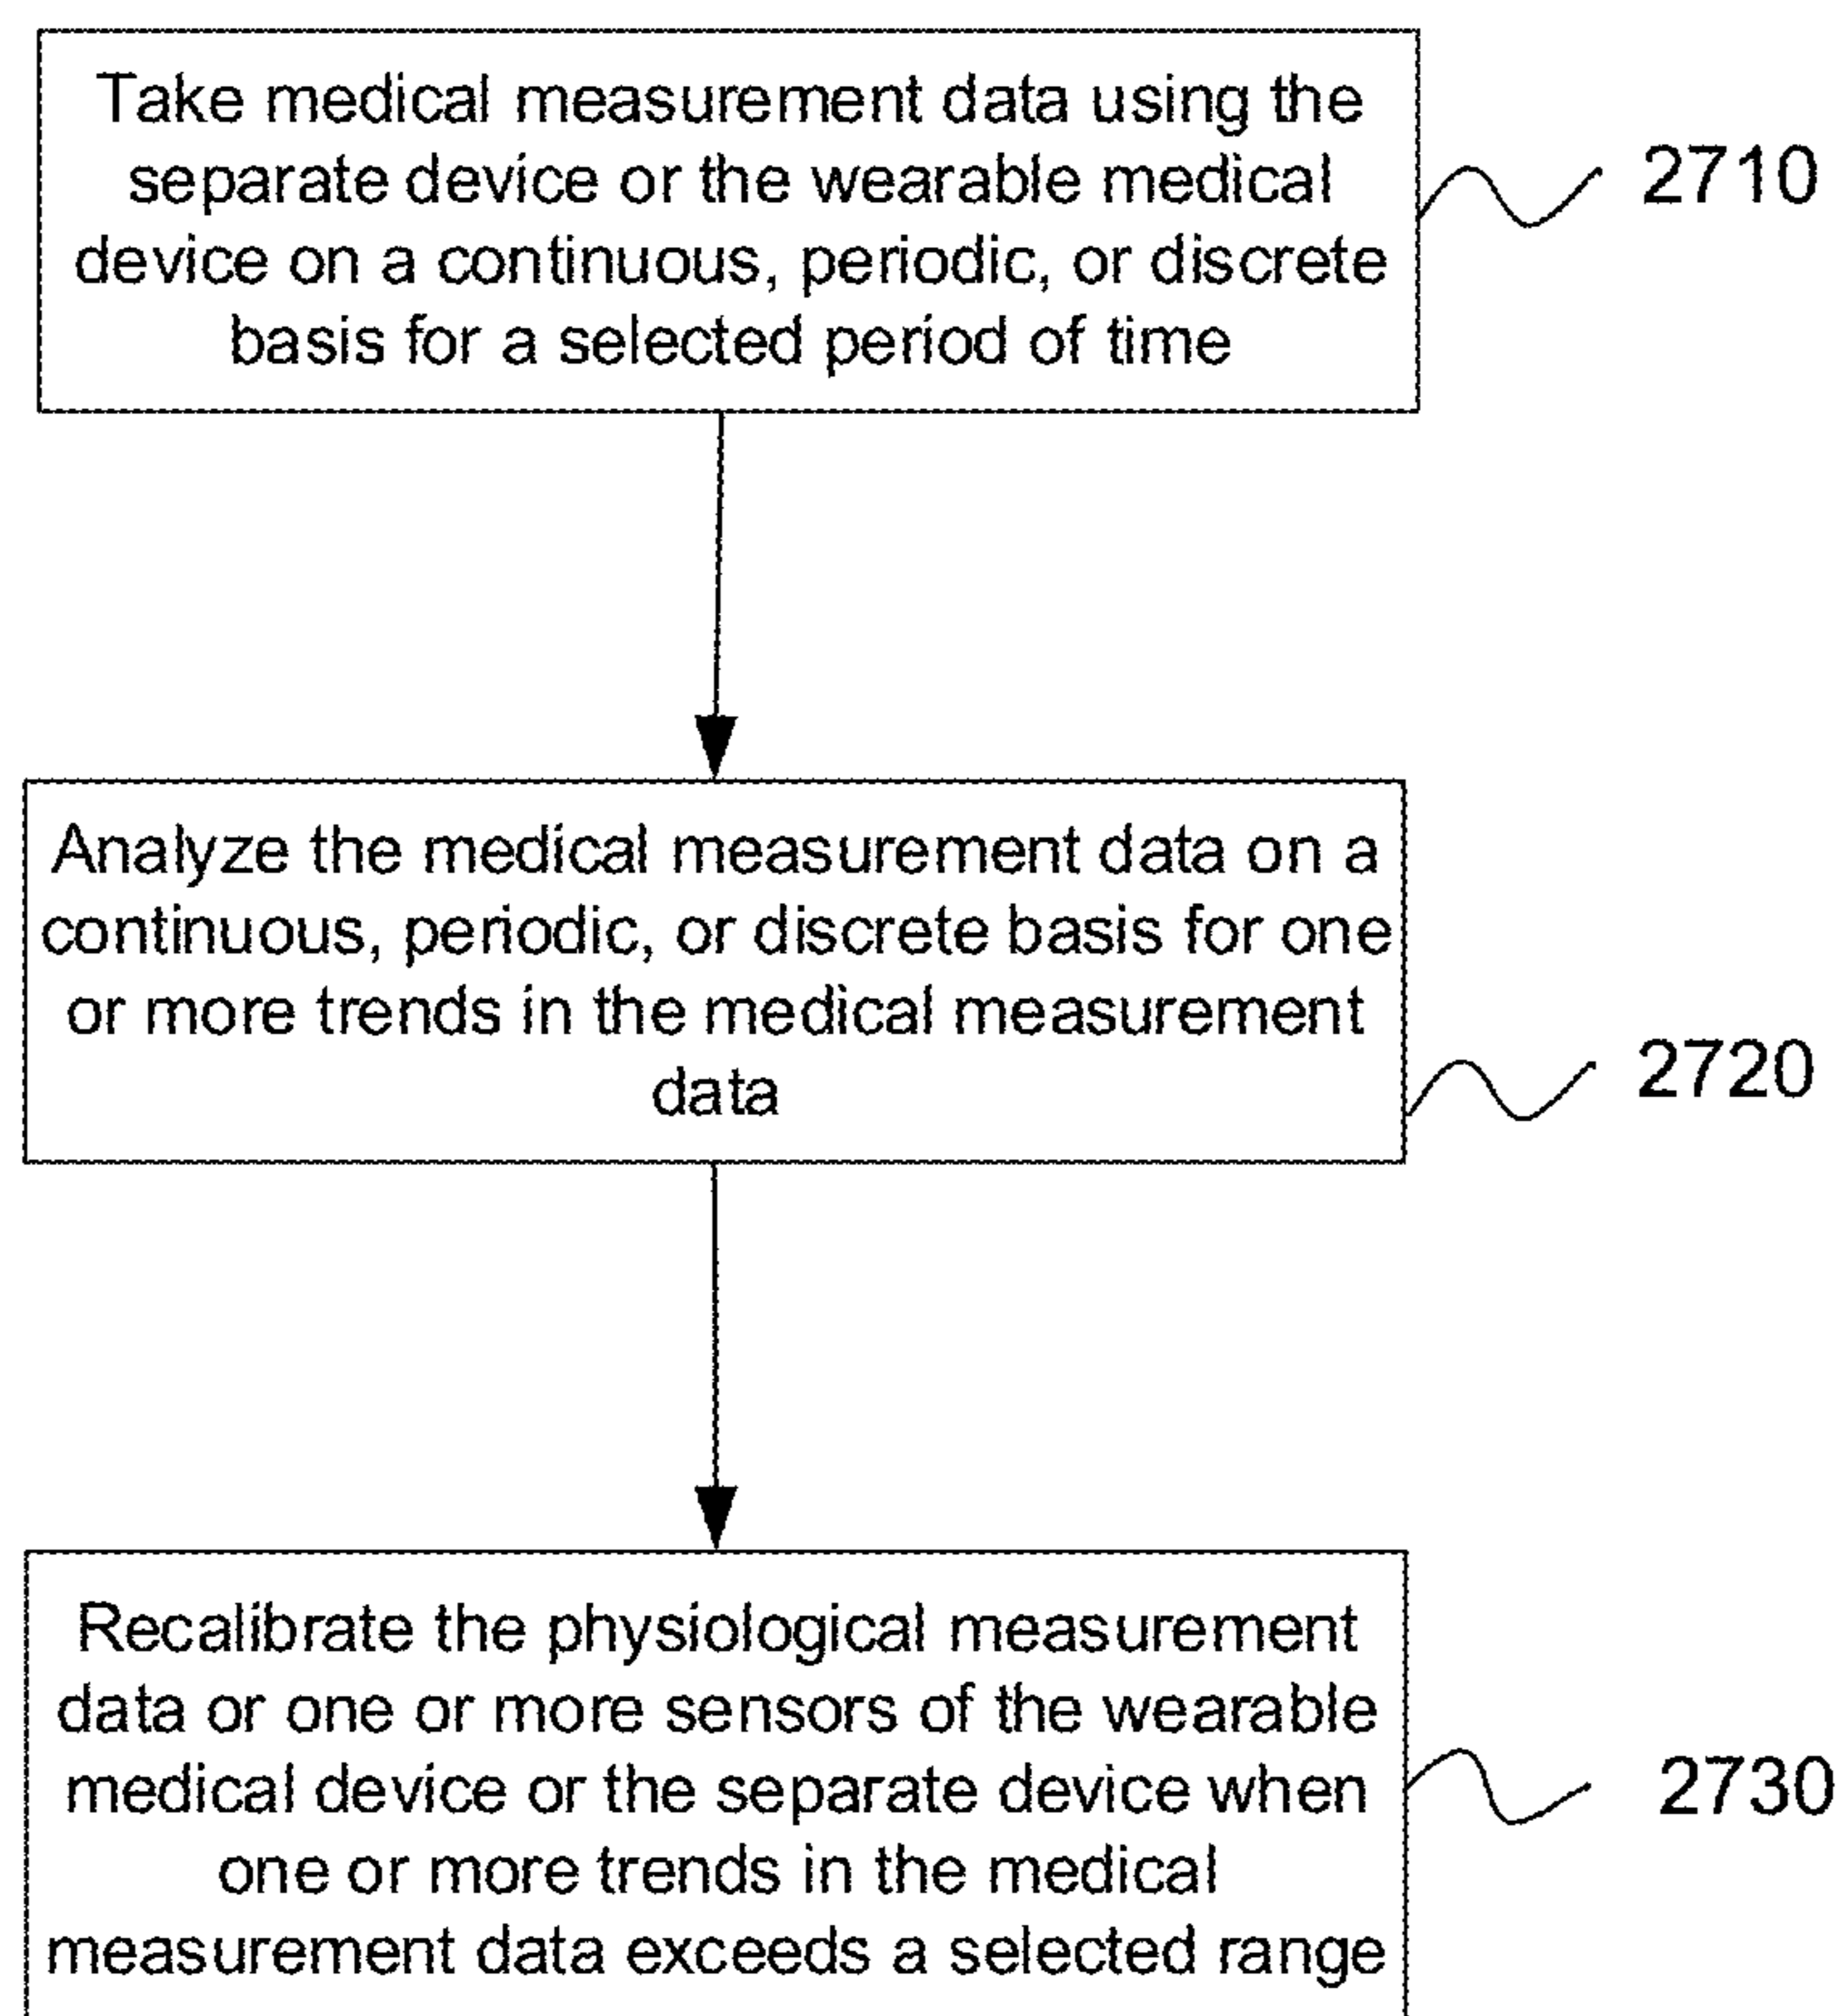 Take medical measurement data using the
separate device or the wearable medical
device on a continuous, periodic, or discrete
basis for a selected period of time
2710
Analyze the medical measurement data on a
continuous, periodic, or discrete basis for one
or more trends in the medical measurement
data
2720
Recalibrate the physiological measurement
data or one or more sensors of the wearable
medical device or the separate device when
one or more trends in the medical
measurement data exceeds a selected range
2730